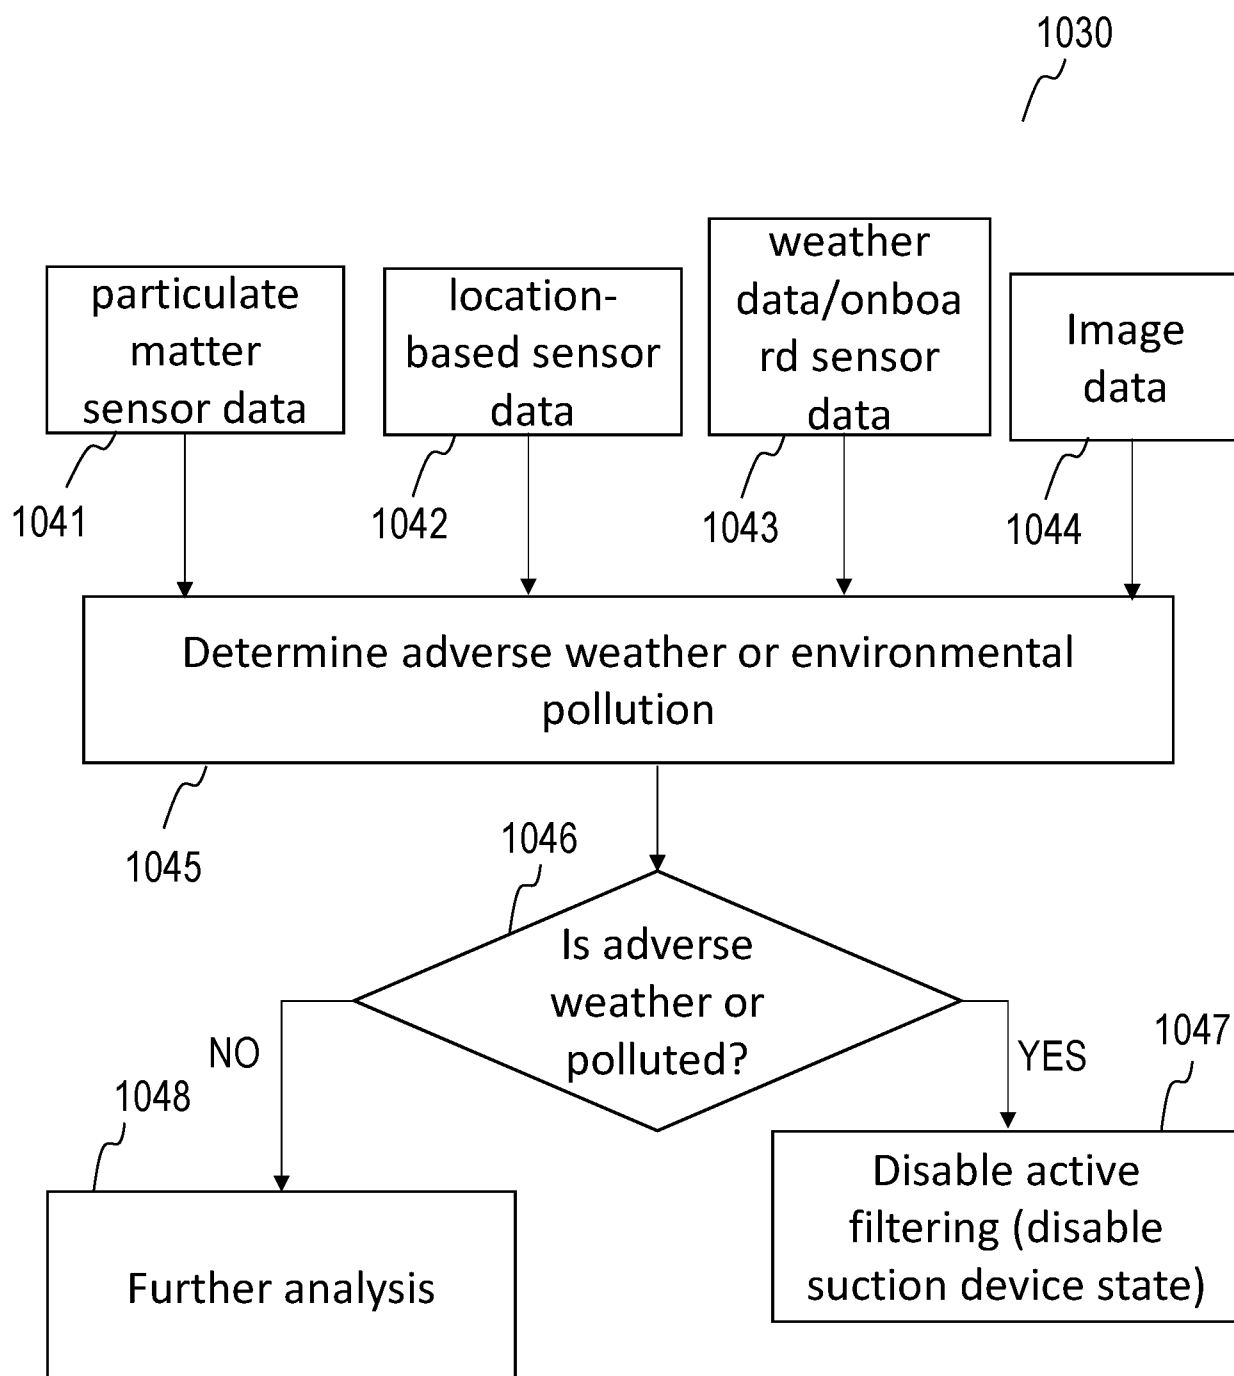 1030
particulate
matter
sensor data
location-
based sensor
data
weather
data/onboa
rd sensor
data
Image
data
1041
1042
1043
1044
Determine adverse weather or environmental
pollution
1045
1046
Is adverse
weather or
polluted?
NO
YES
1047
1048
Disable active
filtering (disable
suction device state)
Further analysis